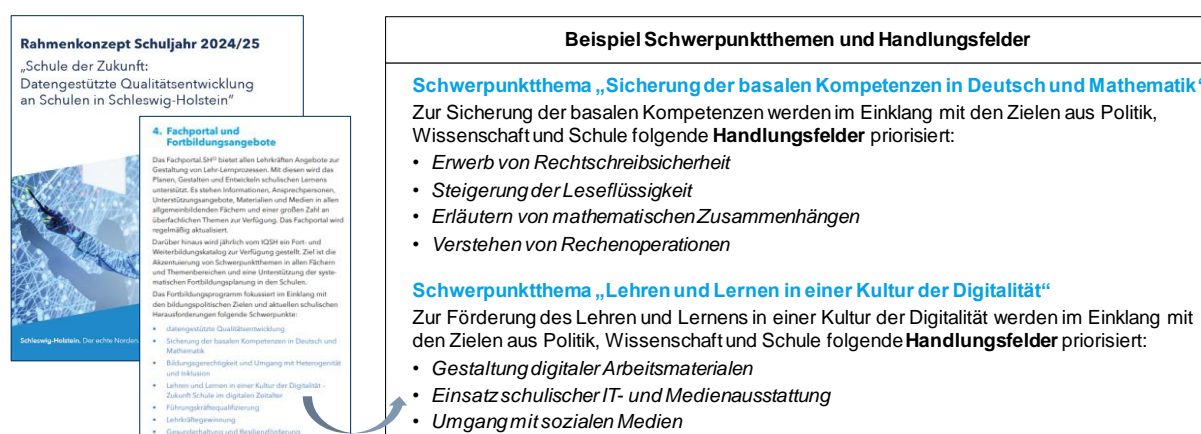 Rahmenkonzept Schuljahr 2024/25
„Schule der Zukunft:
Datengestützte Qualitätsentwicklung
an Schulen in Schleswig-Holstein"
Schleswig-Holstein. Der echte Norden.
4. Fachportal und
Fortbildungsangebote
Das Fachportal.SH²³ bietet allen Lehrkräften Angebote zur
Gestaltung von Lehr-Lernprozessen. Mit diesen wird das
Planen, Gestalten und Entwickeln schulischen Lernens
unterstützt. Es stehen Informationen, Ansprechpersonen,
Unterstützungsangebote, Materialien und Medien in allen
allgemeinbildenden Fächern und einer großen Zahl an
überfachlichen Themen zur Verfügung. Das Fachportal wird
regelmäßig aktualisiert.
Darüber hinaus wird jährlich vom IQSH ein Fort- und
Weiterbildungskatalog zur Verfügung gestellt. Ziel ist die
Akzentuierung von Schwerpunktthemen in allen Fächern
und Themenbereichen und eine Unterstützung der syste-
matischen Fortbildungsplanung in den Schulen.
Das Fortbildungsprogramm fokussiert im Einklang mit
den bildungspolitischen Zielen und aktuellen schulischen
Herausforderungen folgende Schwerpunkte:
• datengestützte Qualitätsentwicklung
• Sicherung der basalen Kompetenzen in Deutsch und
Mathematik
• Bildungsgerechtigkeit und Umgang mit Heterogenität
und Inklusion
• Lehren und Lernen in einer Kultur der Digitalität –
Zukunft Schule im digitalen Zeitalter
• Führungskräftequalifizierung
• Lehrkräftegewinnung
• Gesunderhaltung und Resilienzförderung
Beispiel Schwerpunktthemen und Handlungsfelder
Schwerpunktthema „Sicherung der basalen Kompetenzen in Deutsch und Mathematik"
Zur Sicherung der basalen Kompetenzen werden im Einklang mit den Zielen aus Politik,
Wissenschaft und Schule folgende Handlungsfelder priorisiert:
• Erwerb von Rechtschreibsicherheit
• Steigerung der Leseflüssigkeit
• Erläutern von mathematischen Zusammenhängen
• Verstehen von Rechenoperationen
Schwerpunktthema „Lehren und Lernen in einer Kultur der Digitalität"
Zur Förderung des Lehren und Lernens in einer Kultur der Digitalität werden im Einklang mit
den Zielen aus Politik, Wissenschaft und Schule folgende Handlungsfelder priorisiert:
• Gestaltung digitaler Arbeitsmaterialen
• Einsatz schulischer IT- und Medienausstattung
• Umgang mit sozialen Medien